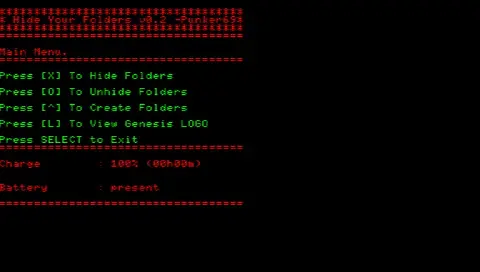 ***********************************
* Hide Your Folders v0.2 -Punker69*
***********************************
===================================
Main Menu.
===================================
Press [X] To Hide Folders
Press [O] To Unhide Folders
Press [^] To Create Folders
Press [L] To View Genesis LOGO
Press SELECT to Exit
===================================
Charge : 100% (00h00m)
Battery : present
===================================